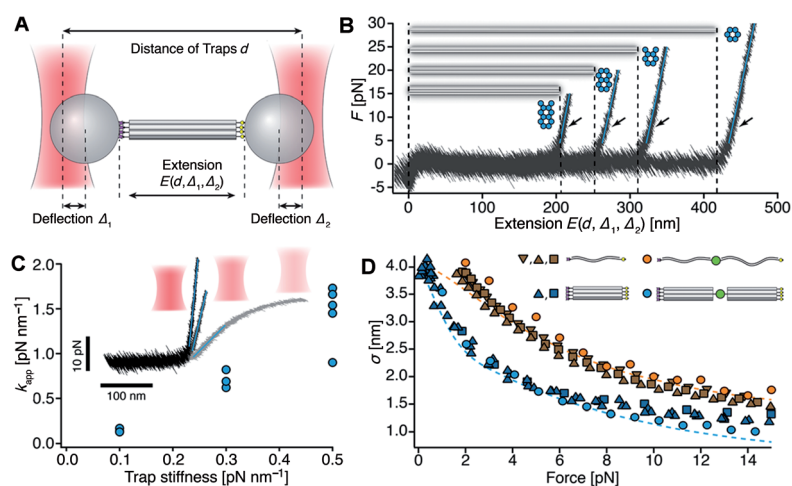 A
Distance of Traps d
Extension
E(d, Δ1, Δ2)
Deflection Δ1
Deflection Δ2
B
F [pN]
30
25
20
15
10
5
0
-5
0
100
200
300
400
500
Extension E(d, Δ1, Δ2) [nm]
C
kapp [pN nm–1]
2.0
1.5
1.0
0.5
0.0
10 pN
100 nm
0.0
0.1
0.2
0.3
0.4
0.5
Trap stiffness [pN nm–1]
D
σ [nm]
4.0
3.5
3.0
2.5
2.0
1.5
1.0
0
2
4
6
8
10
12
14
Force [pN]